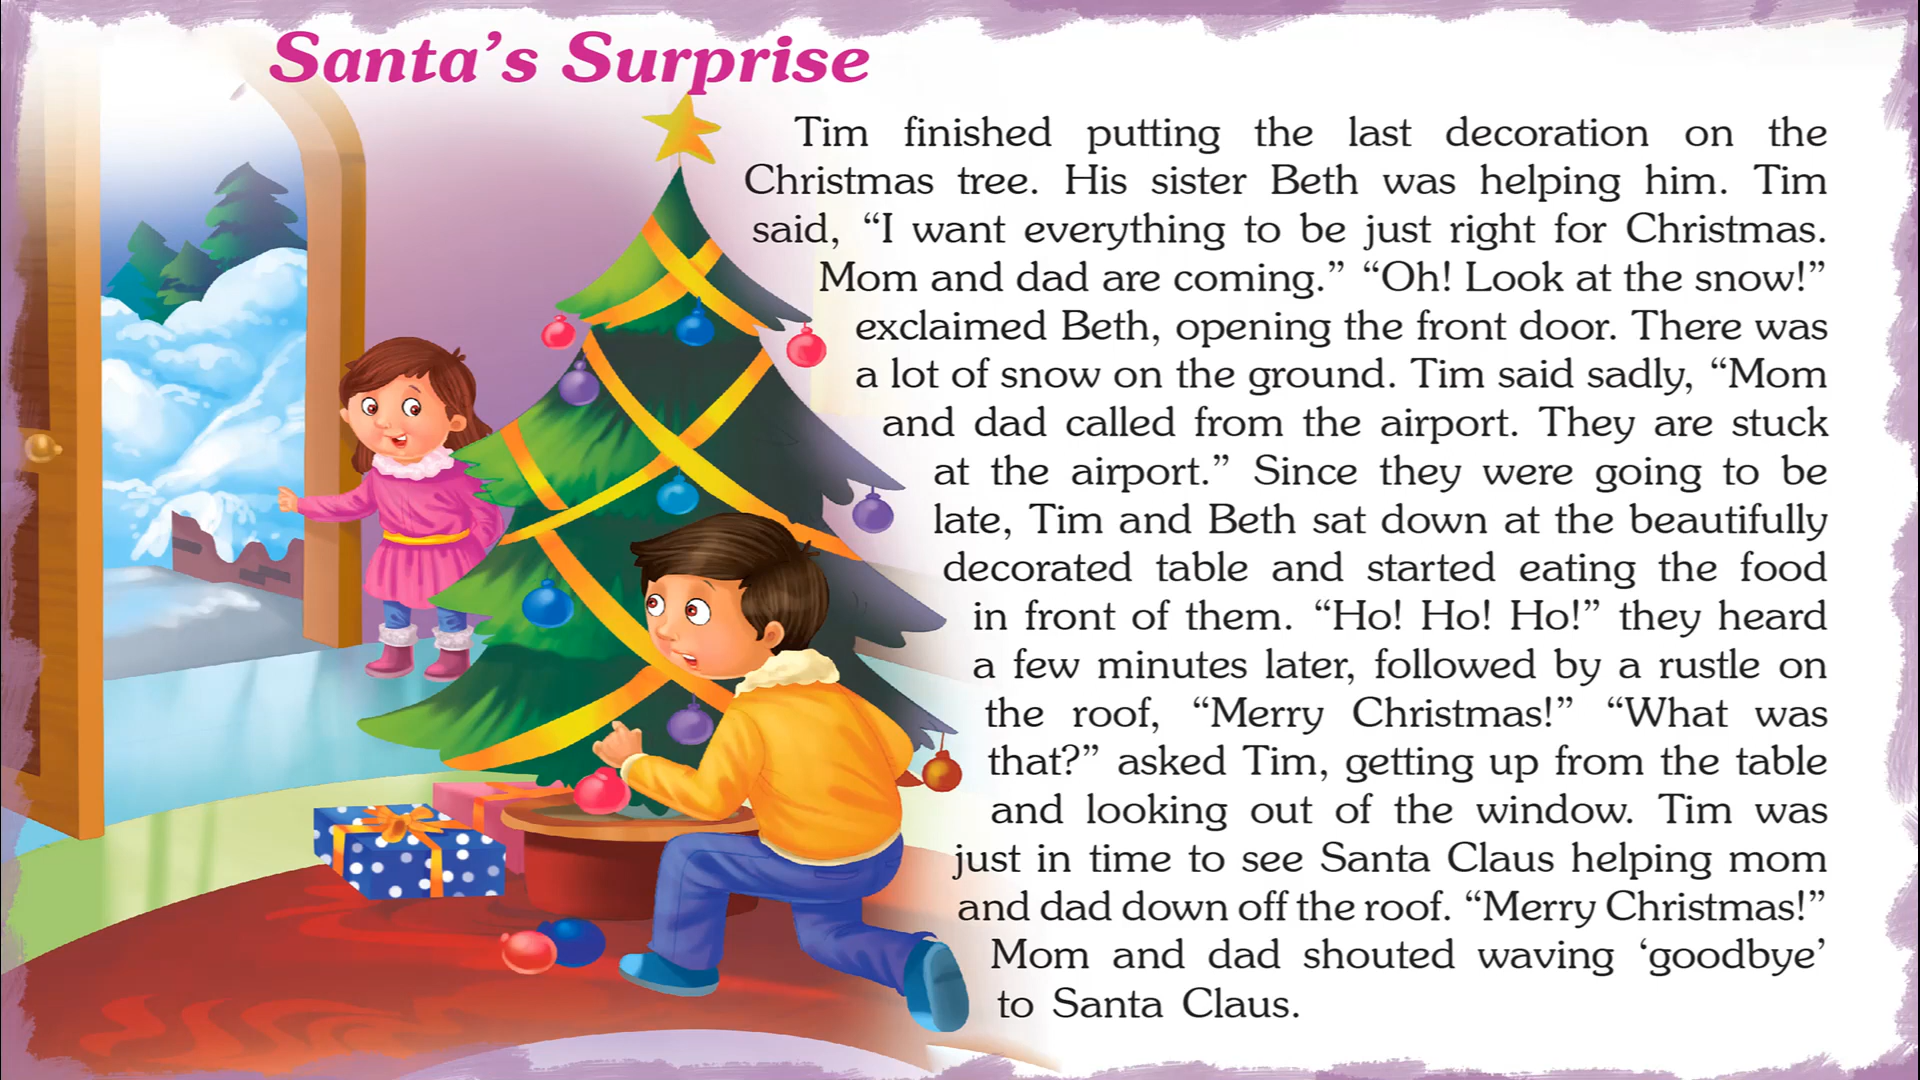 Santa’s Surprise
Tim finished putting the last decoration on the
Christmas tree. His sister Beth was helping him. Tim
said, “I want everything to be just right for Christmas.
Mom and dad are coming.” “Oh! Look at the snow!”
exclaimed Beth, opening the front door. There was
a lot of snow on the ground. Tim said sadly, “Mom
and dad called from the airport. They are stuck
at the airport.” Since they were going to be
late, Tim and Beth sat down at the beautifully
decorated table and started eating the food
in front of them. “Ho! Ho! Ho!” they heard
a few minutes later, followed by a rustle on
the roof, “Merry Christmas!” “What was
that?” asked Tim, getting up from the table
and looking out of the window. Tim was
just in time to see Santa Claus helping mom
and dad down off the roof. “Merry Christmas!”
Mom and dad shouted waving ‘goodbye’
to Santa Claus.